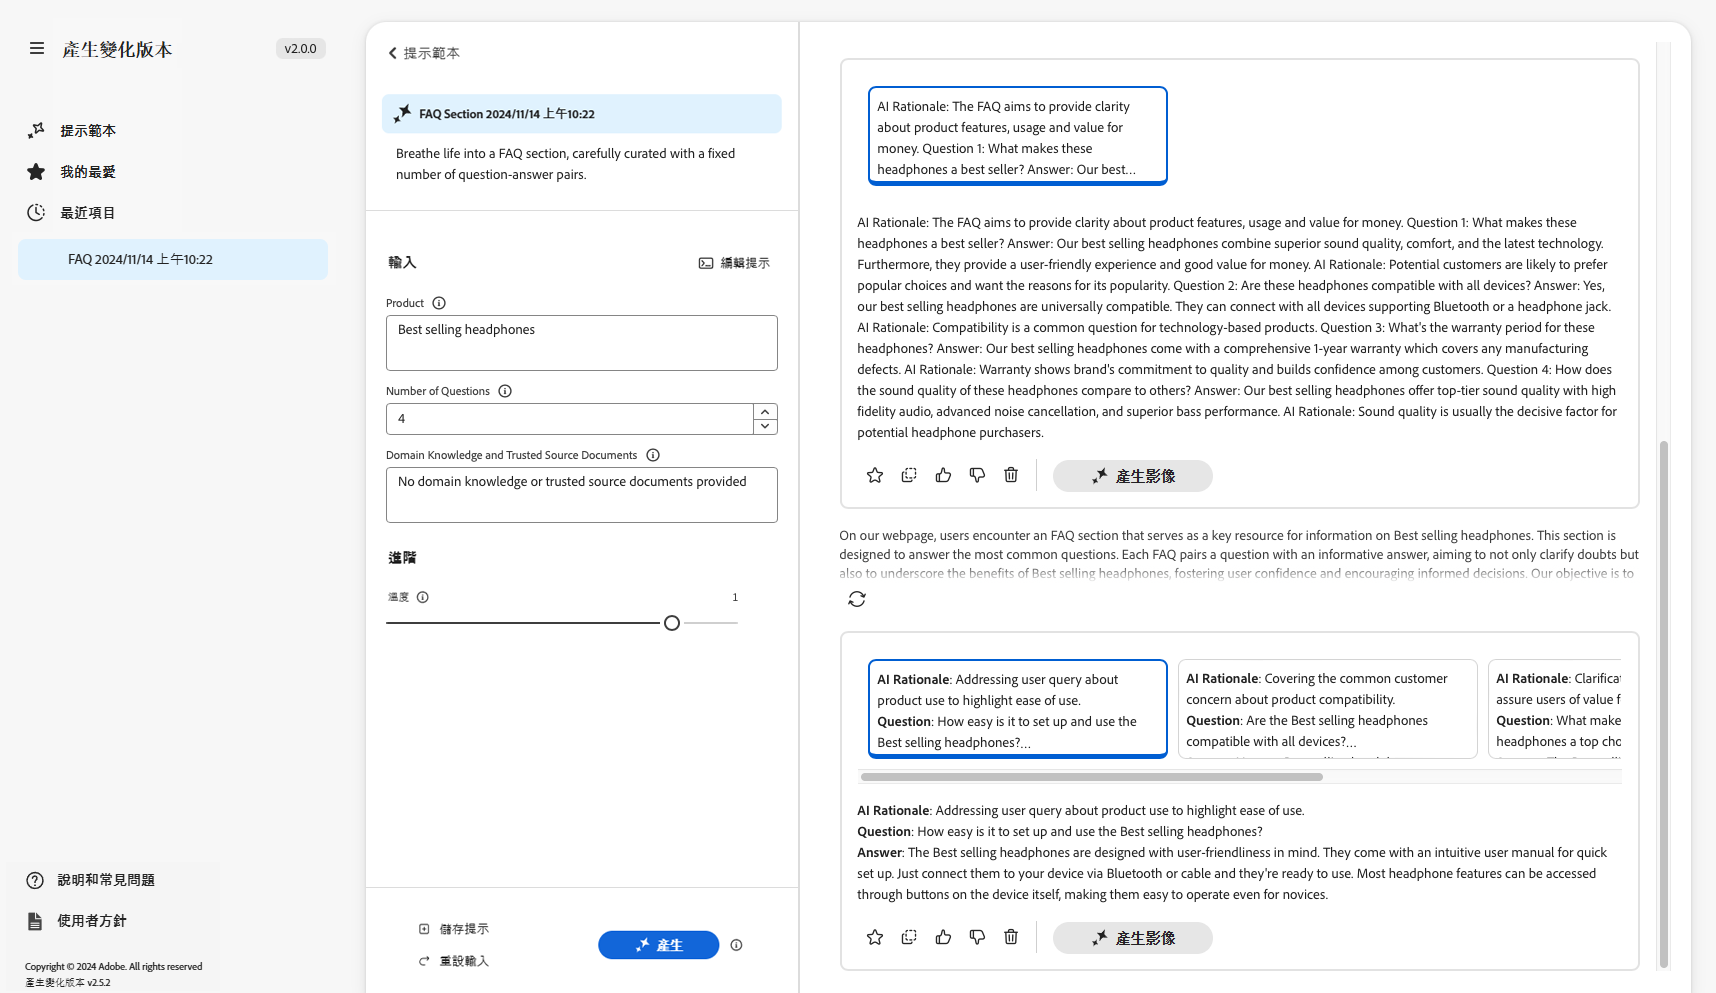 產生變化版本
v2.0.0
提示範本
我的最愛
最近項目
FAQ 2024/11/14 上午10:22
說明和常見問題
使用者方針
Copyright © 2024 Adobe. All rights reserved
產生變化版本 v2.5.2
提示範本
FAQ Section 2024/11/14 上午10:22
Breathe life into a FAQ section, carefully curated with a fixed
number of question-answer pairs.
輸入
編輯提示
Product
Best selling headphones
Number of Questions
4
Domain Knowledge and Trusted Source Documents
No domain knowledge or trusted source documents provided
進階
溫度
1
儲存提示
重設輸入
產生
AI Rationale: The FAQ aims to provide clarity
about product features, usage and value for
money. Question 1: What makes these
headphones a best seller? Answer: Our best...
AI Rationale: The FAQ aims to provide clarity about product features, usage and value for money. Question 1: What makes these
headphones a best seller? Answer: Our best selling headphones combine superior sound quality, comfort, and the latest technology.
Furthermore, they provide a user-friendly experience and good value for money. AI Rationale: Potential customers are likely to prefer
popular choices and want the reasons for its popularity. Question 2: Are these headphones compatible with all devices? Answer: Yes,
our best selling headphones are universally compatible. They can connect with all devices supporting Bluetooth or a headphone jack.
AI Rationale: Compatibility is a common question for technology-based products. Question 3: What's the warranty period for these
headphones? Answer: Our best selling headphones come with a comprehensive 1-year warranty which covers any manufacturing
defects. AI Rationale: Warranty shows brand's commitment to quality and builds confidence among customers. Question 4: How does
the sound quality of these headphones compare to others? Answer: Our best selling headphones offer top-tier sound quality with high
fidelity audio, advanced noise cancellation, and superior bass performance. AI Rationale: Sound quality is usually the decisive factor for
potential headphone purchasers.
產生影像
On our webpage, users encounter an FAQ section that serves as a key resource for information on Best selling headphones. This section is
designed to answer the most common questions. Each FAQ pairs a question with an informative answer, aiming to not only clarify doubts but
also to underscore the benefits of Best selling headphones, fostering user confidence and encouraging informed decisions. Our objective is to
AI Rationale: Addressing user query about
product use to highlight ease of use.
Question: How easy is it to set up and use the
Best selling headphones?...
AI Rationale: Covering the common customer
concern about product compatibility.
Question: Are the Best selling headphones
compatible with all devices?...
AI Rationale: Clarificat
assure users of value f
Question: What make
headphones a top cho
AI Rationale: Addressing user query about product use to highlight ease of use.
Question: How easy is it to set up and use the Best selling headphones?
Answer: The Best selling headphones are designed with user-friendliness in mind. They come with an intuitive user manual for quick
set up. Just connect them to your device via Bluetooth or cable and they're ready to use. Most headphone features can be accessed
through buttons on the device itself, making them easy to operate even for novices.
產生影像